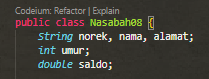 Codeium: Refactor | Explain
public class Nasabah08 {
String norek, nama, alamat;
int umur;
double saldo;